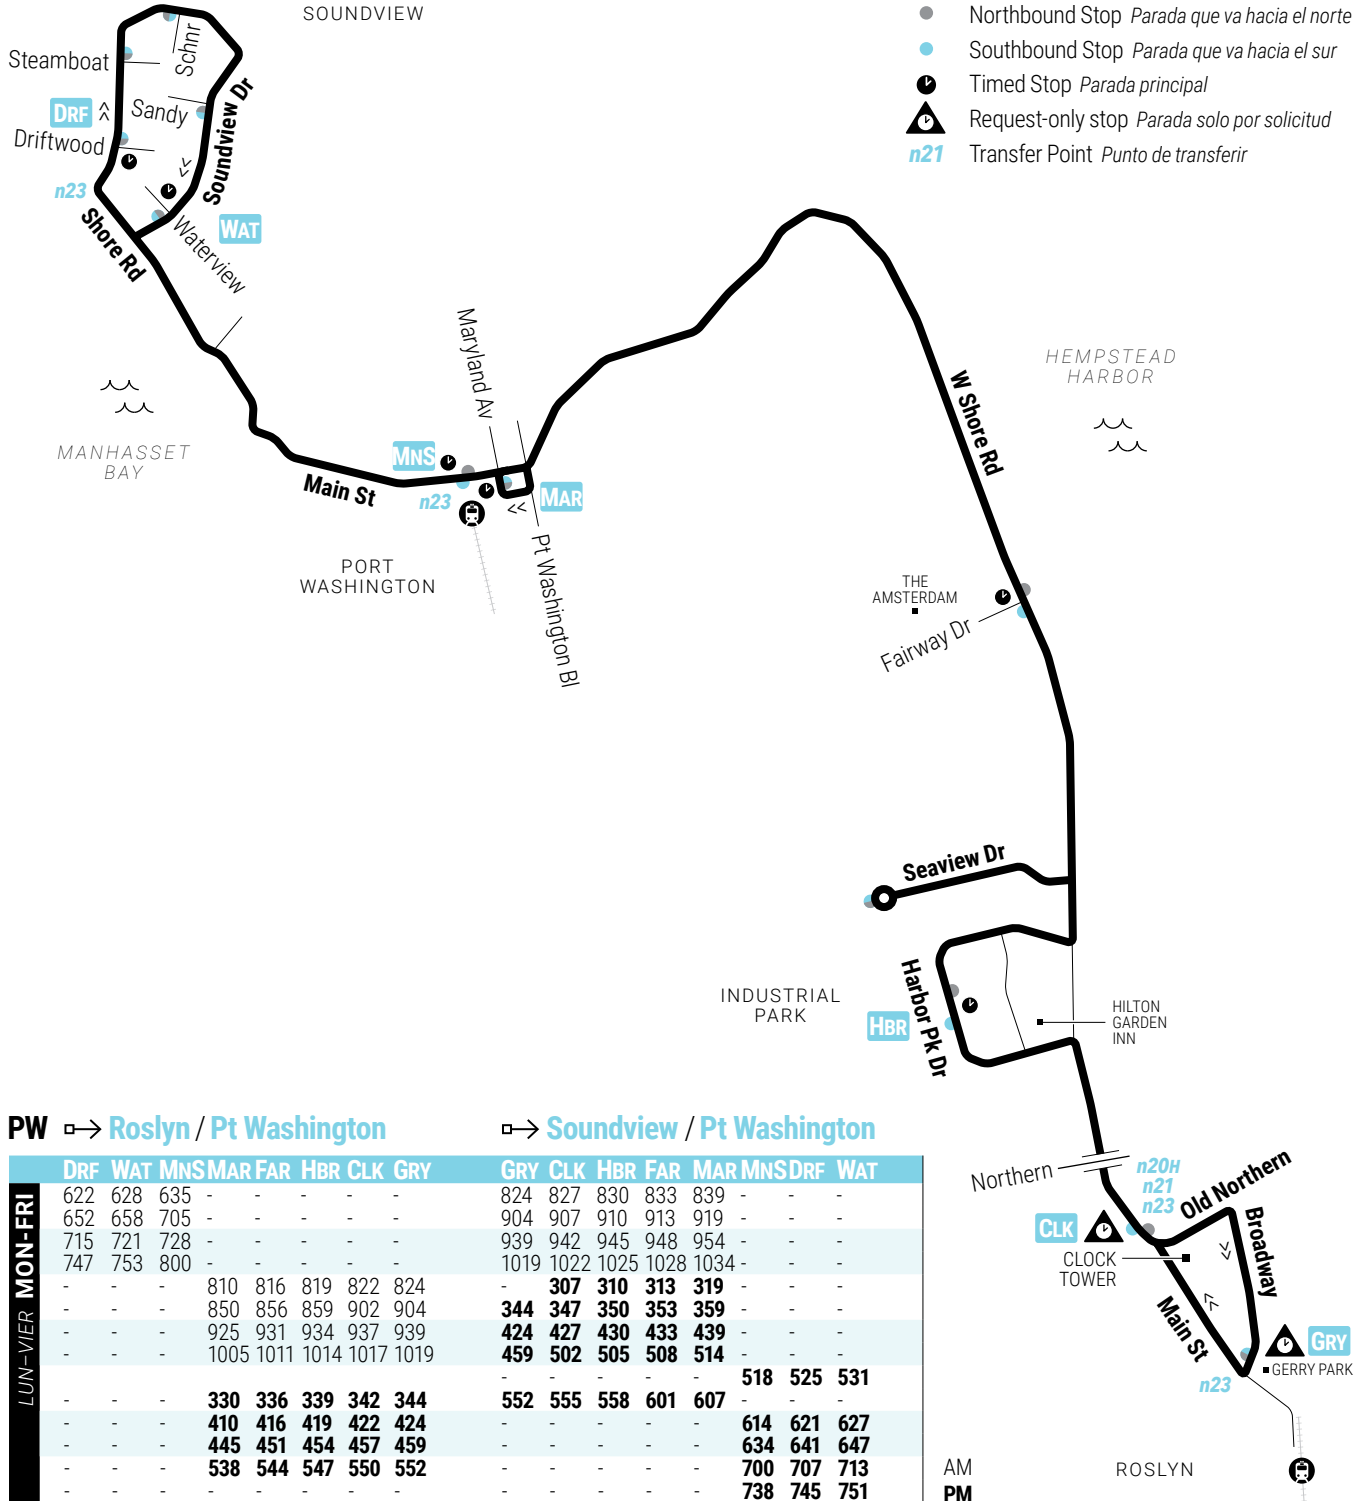 SOUNDVIEW
Northbound Stop Parada que va hacia el norte
Southbound Stop Parada que va hacia el sur
Timed Stop Parada principal
Request-only stop Parada solo por solicitud
n21 Transfer Point Punto de transferir
Steamboat
Schnr
DRF
Sandy
Driftwood
Soundview Dr
n23
WAT
Waterview
Shore Rd
Maryland Av
HEMPSTEAD
HARBOR
W Shore Rd
MANHASSET
BAY
MNS
Main St
n23
MAR
PORT
WASHINGTON
Pt Washington Bl
THE
AMSTERDAM
Fairway Dr
Seaview Dr
INDUSTRIAL
PARK
Harbor Pk Dr
HBR
HILTON
GARDEN
INN
Northern
n20H
n21
n23
Old Northern
Broadway
CLK
CLOCK
TOWER
Main St
GRY
GERRY PARK
n23
ROSLYN
PW Roslyn / Pt Washington Soundview / Pt Washington
DRF WAT MNS MAR FAR HBR CLK GRY GRY CLK HBR FAR MAR MNS DRF WAT
LUN–VIER MON-FRI
622 628 635 - - - - - 824 827 830 833 839 - - -
652 658 705 - - - - - 904 907 910 913 919 - - -
715 721 728 - - - - - 939 942 945 948 954 - - -
747 753 800 - - - - - 1019 1022 1025 1028 1034 - - -
- - - 810 816 819 822 824 - 307 310 313 319 - - -
- - - 850 856 859 902 904 344 347 350 353 359 - - -
- - - 925 931 934 937 939 424 427 430 433 439 - - -
- - - 1005 1011 1014 1017 1019 459 502 505 508 514 - - -
- - - - - 518 525 531
- - - 330 336 339 342 344 552 555 558 601 607 - - -
- - - 410 416 419 422 424 - - - - - 614 621 627
- - - 445 451 454 457 459 - - - - - 634 641 647
- - - 538 544 547 550 552 - - - - - 700 707 713
- - - - - - - - - - - - - 738 745 751
AM
PM